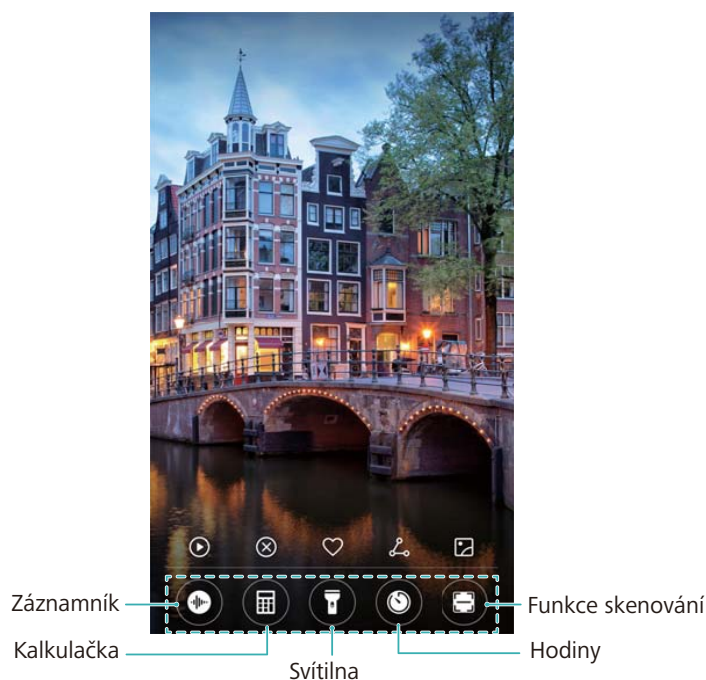 Záznamník
Funkce skenování
Kalkulačka
Hodiny
Svítilna